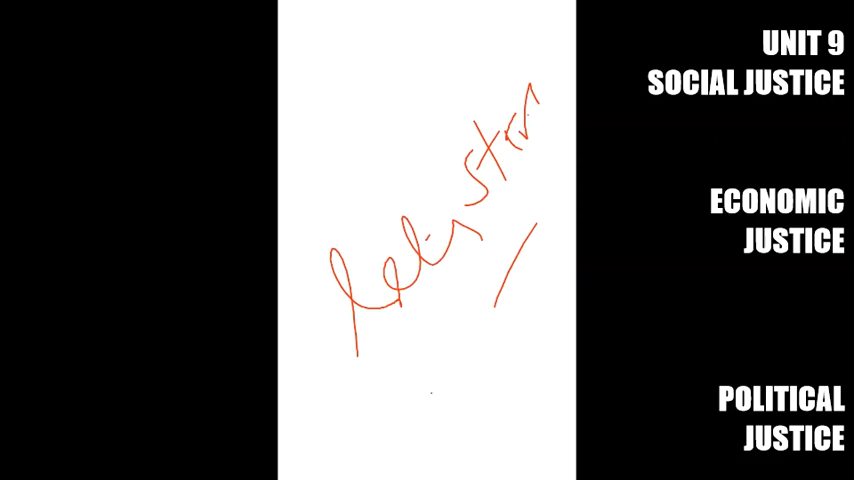 UNIT 9
SOCIAL JUSTICE
ECONOMIC
JUSTICE
POLITICAL
JUSTICE